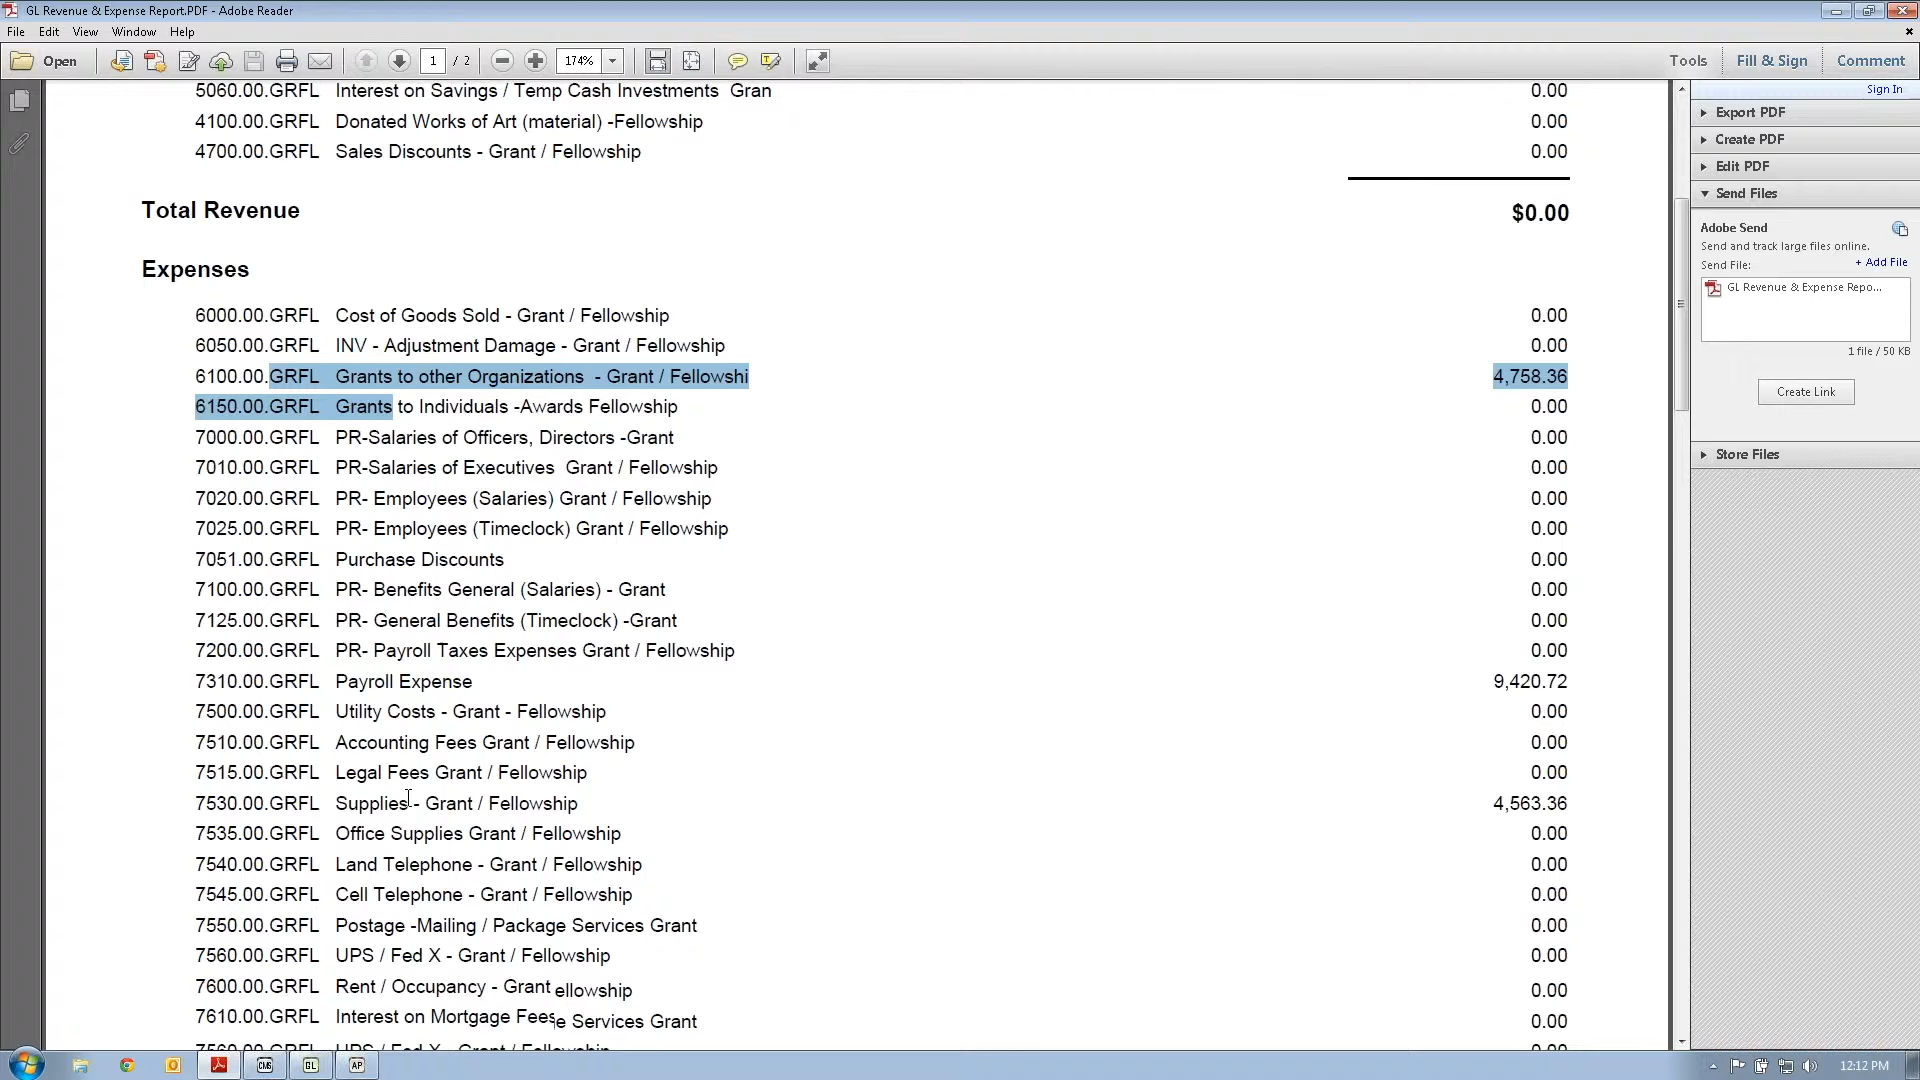 GL Revenue & Expense Report.PDF - Adobe Reader
File Edit View Window Help
Open 1 / 2 174% Tools Fill & Sign Comment
Sign In
5060.00.GRFL Interest on Savings / Temp Cash Investments Gran 0.00
4100.00.GRFL Donated Works of Art (material) -Fellowship 0.00
4700.00.GRFL Sales Discounts - Grant / Fellowship 0.00
Total Revenue $0.00
Expenses
6000.00.GRFL Cost of Goods Sold - Grant / Fellowship 0.00
6050.00.GRFL INV - Adjustment Damage - Grant / Fellowship 0.00
6100.00.GRFL Grants to other Organizations - Grant / Fellowshi 4,758.36
6150.00.GRFL Grants to Individuals -Awards Fellowship 0.00
7000.00.GRFL PR-Salaries of Officers, Directors -Grant 0.00
7010.00.GRFL PR-Salaries of Executives Grant / Fellowship 0.00
7020.00.GRFL PR- Employees (Salaries) Grant / Fellowship 0.00
7025.00.GRFL PR- Employees (Timeclock) Grant / Fellowship 0.00
7051.00.GRFL Purchase Discounts 0.00
7100.00.GRFL PR- Benefits General (Salaries) - Grant 0.00
7125.00.GRFL PR- General Benefits (Timeclock) -Grant 0.00
7200.00.GRFL PR- Payroll Taxes Expenses Grant / Fellowship 0.00
7310.00.GRFL Payroll Expense 9,420.72
7500.00.GRFL Utility Costs - Grant - Fellowship 0.00
7510.00.GRFL Accounting Fees Grant / Fellowship 0.00
7515.00.GRFL Legal Fees Grant / Fellowship 0.00
7530.00.GRFL Supplies - Grant / Fellowship 4,563.36
7535.00.GRFL Office Supplies Grant / Fellowship 0.00
7540.00.GRFL Land Telephone - Grant / Fellowship 0.00
7545.00.GRFL Cell Telephone - Grant / Fellowship 0.00
7550.00.GRFL Postage -Mailing / Package Services Grant 0.00
7560.00.GRFL UPS / Fed X - Grant / Fellowship 0.00
7600.00.GRFL Rent / Occupancy - Grant ellowship 0.00
7610.00.GRFL Interest on Mortgage Fees e Services Grant 0.00
7560.00.GRFL UPS / Fed X - Grant / Fellowship 0.00
Export PDF
Create PDF
Edit PDF
Send Files
Adobe Send
Send and track large files online.
Send File: + Add File
GL Revenue & Expense Repo...
1 file / 50 KB
Create Link
Store Files
CMS GL AP 12:12 PM